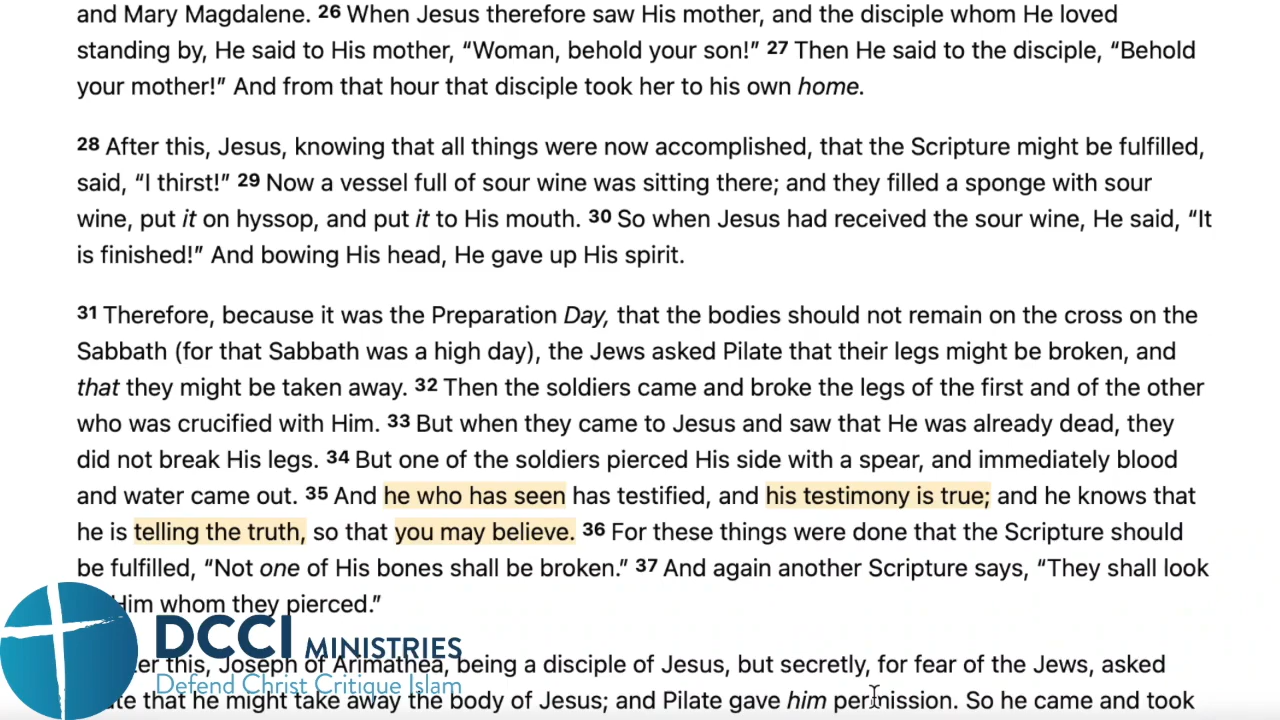 and Mary Magdalene. 26 When Jesus therefore saw His mother, and the disciple whom He loved
standing by, He said to His mother, “Woman, behold your son!” 27 Then He said to the disciple, “Behold
your mother!” And from that hour that disciple took her to his own home.
28 After this, Jesus, knowing that all things were now accomplished, that the Scripture might be fulfilled,
said, “I thirst!” 29 Now a vessel full of sour wine was sitting there; and they filled a sponge with sour
wine, put it on hyssop, and put it to His mouth. 30 So when Jesus had received the sour wine, He said, “It
is finished!” And bowing His head, He gave up His spirit.
31 Therefore, because it was the Preparation Day, that the bodies should not remain on the cross on the
Sabbath (for that Sabbath was a high day), the Jews asked Pilate that their legs might be broken, and
that they might be taken away. 32 Then the soldiers came and broke the legs of the first and of the other
who was crucified with Him. 33 But when they came to Jesus and saw that He was already dead, they
did not break His legs. 34 But one of the soldiers pierced His side with a spear, and immediately blood
and water came out. 35 And he who has seen has testified, and his testimony is true; and he knows that
he is telling the truth, so that you may believe. 36 For these things were done that the Scripture should
be fulfilled, “Not one of His bones shall be broken.” 37 And again another Scripture says, “They shall look
Him whom they pierced.”
this, Joseph of Arimathea, being a disciple of Jesus, but secretly, for fear of the Jews, asked
that he might take away the body of Jesus; and Pilate gave him permission. So he came and took
DCCI MINISTRIES
Defend Christ Critique Islam